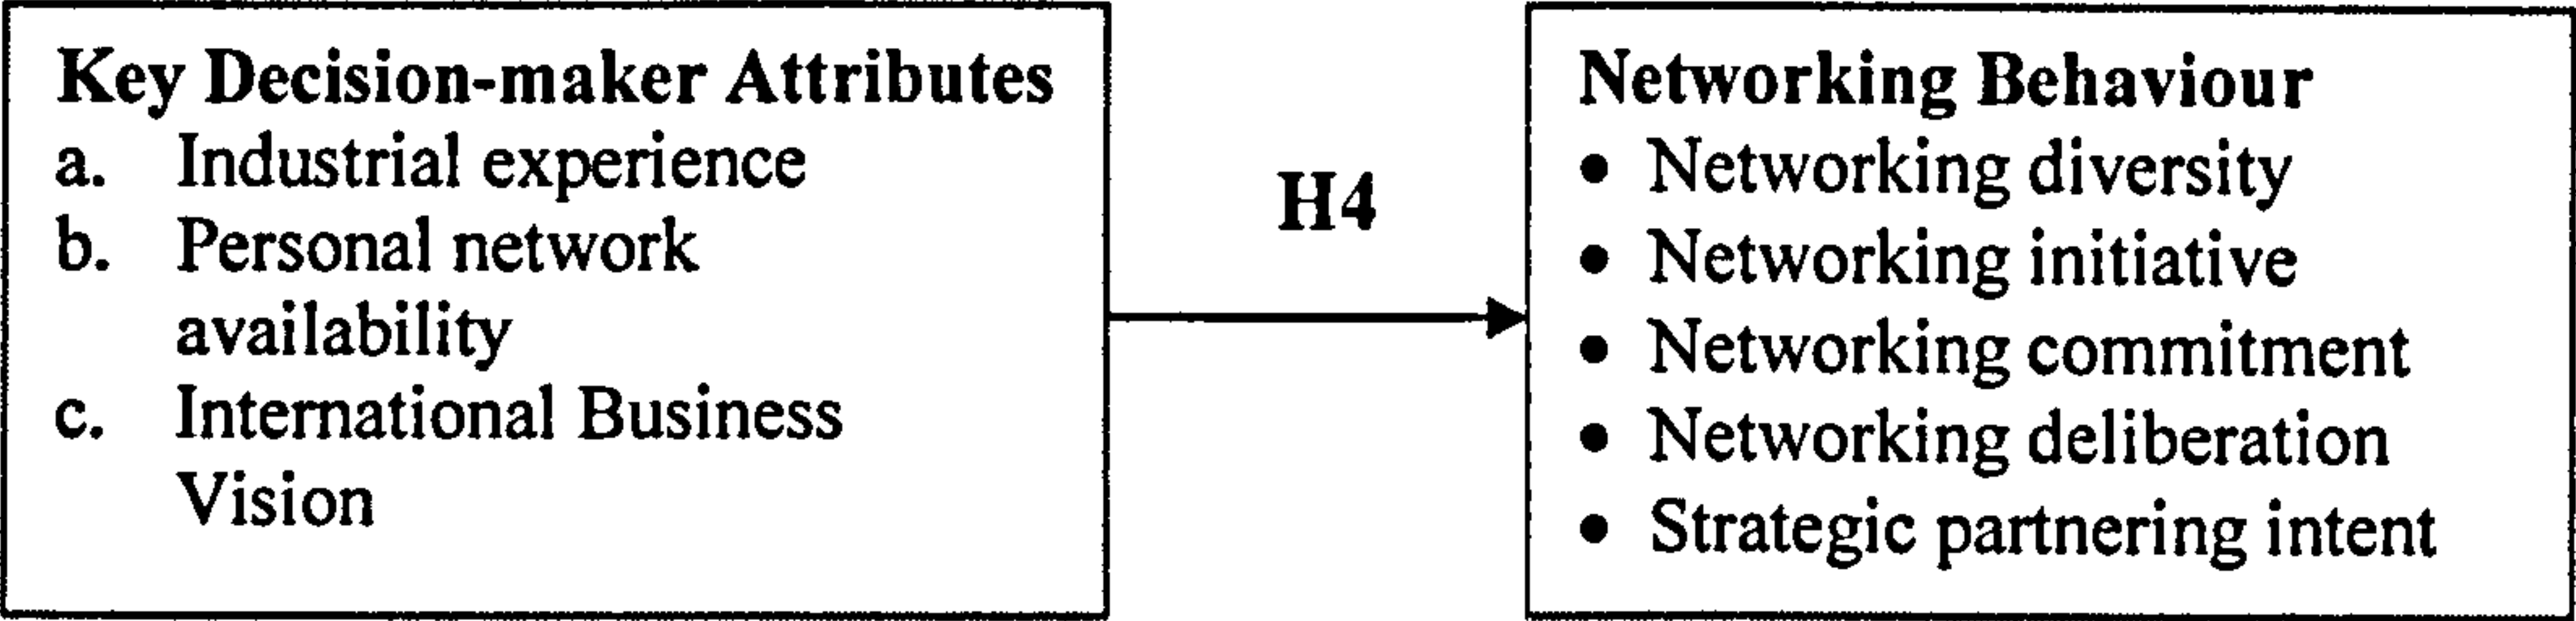 Key Decision-maker Attributes
a. Industrial experience
b. Personal network
availability
c. International Business
Vision
H4
Networking Behaviour
• Networking diversity
• Networking initiative
• Networking commitment
• Networking deliberation
• Strategic partnering intent